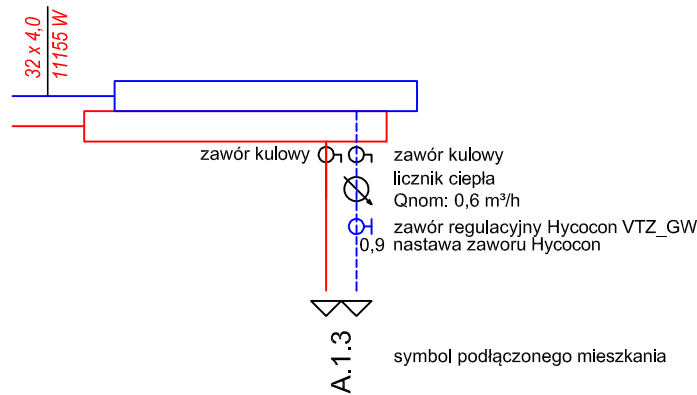 32 x 4,0
11155 W
zawór kulowy
zawór kulowy
licznik ciepła
Qnom: 0,6 m³/h
zawór regulacyjny Hycocon VTZ_GW
0,9 nastawa zaworu Hycocon
A.1.3
symbol podłączonego mieszkania